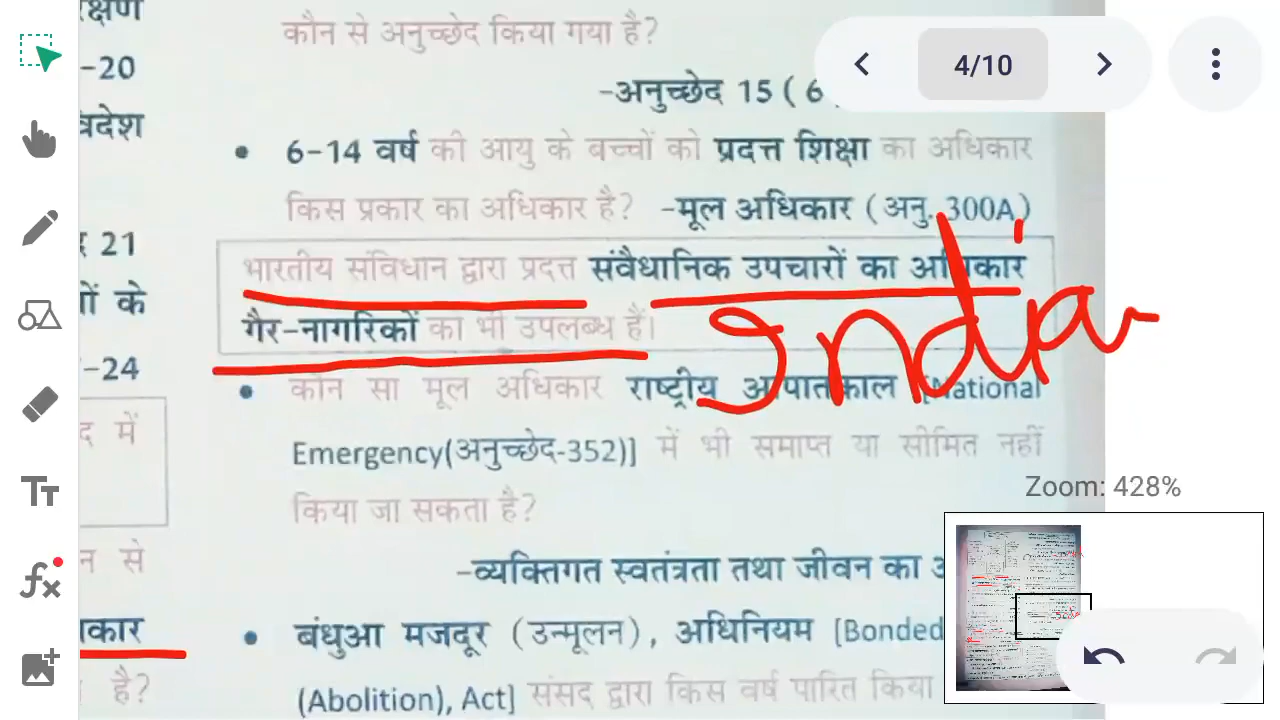 क्षण
-20
कौन से अनुच्छेद किया गया है?
-अनुच्छेद 15 ( 6
4/10
• 6-14 वर्ष की आयु के बच्चों को प्रदत्त शिक्षा का अधिकार
किस प्रकार का अधिकार है? -मूल अधिकार (अनु. 300A)
21
भारतीय संविधान द्वारा प्रदत्त संवैधानिक उपचारों का अधिकार
गैर-नागरिकों का भी उपलब्ध हैं।
India
ों के
-24
• कौन सा मूल अधिकार राष्ट्रीय आपातकाल [National
Emergency(अनुच्छेद-352)] में भी समाप्त या सीमित नहीं
किया जा सकता है?
द में
Zoom: 428%
न से
-व्यक्तिगत स्वतंत्रता तथा जीवन का
कार
है?
• बंधुआ मजदूर (उन्मूलन), अधिनियम [Bonded
(Abolition), Act] संसद द्वारा किस वर्ष पारित किया